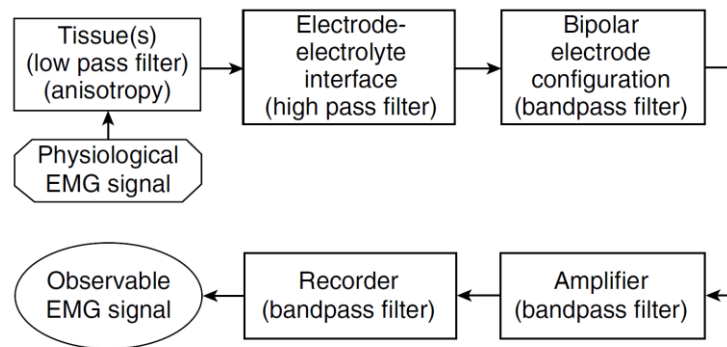 Tissue(s)
(low pass filter)
(anisotropy)
Electrode-
electrolyte
interface
(high pass filter)
Bipolar
electrode
configuration
(bandpass filter)
Physiological
EMG signal
Observable
EMG signal
Recorder
(bandpass filter)
Amplifier
(bandpass filter)